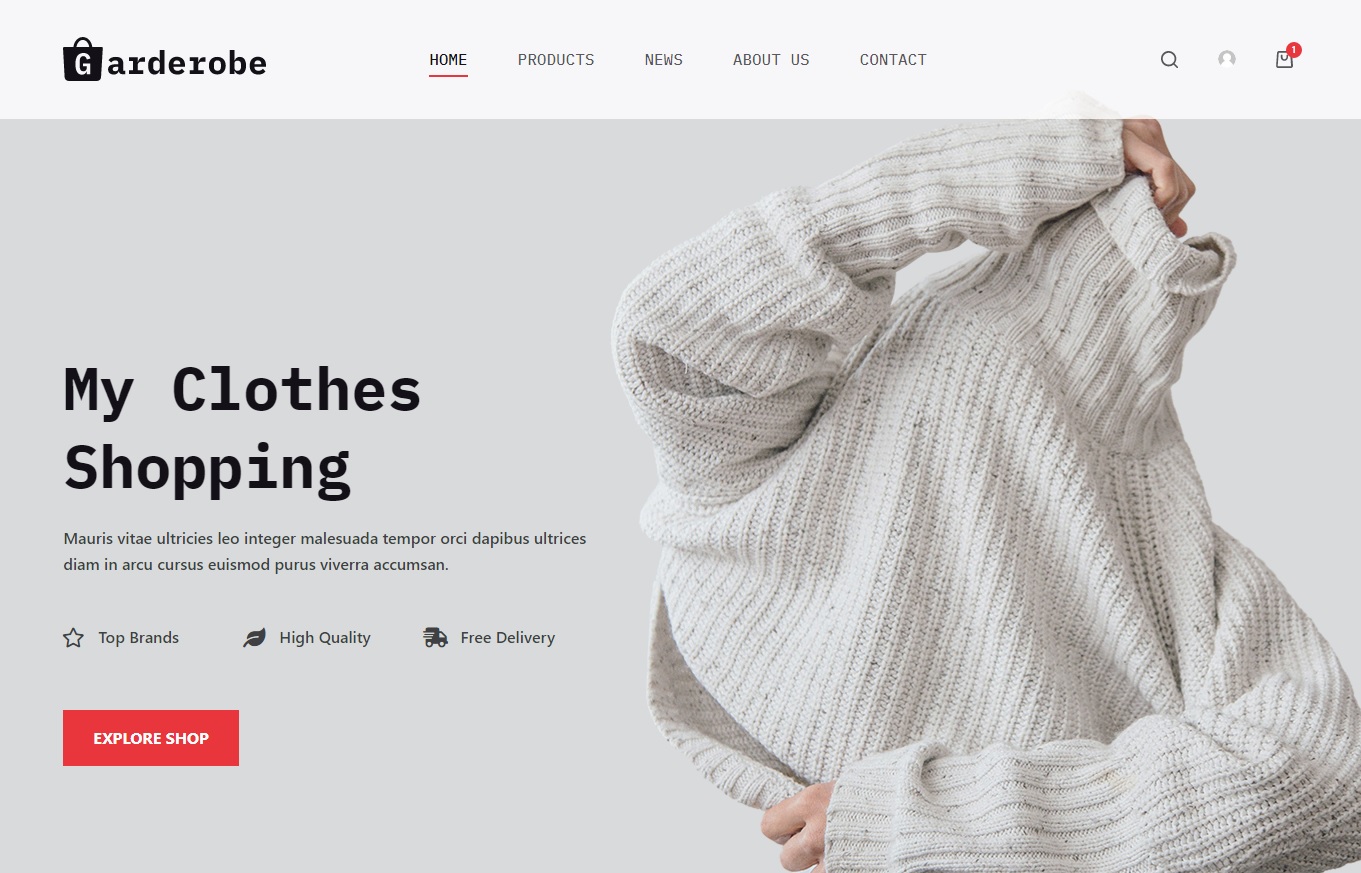 Garderobe
HOME PRODUCTS NEWS ABOUT US CONTACT
1
My Clothes
Shopping
Mauris vitae ultricies leo integer malesuada tempor orci dapibus ultrices
diam in arcu cursus euismod purus viverra accumsan.
Top Brands High Quality Free Delivery
EXPLORE SHOP